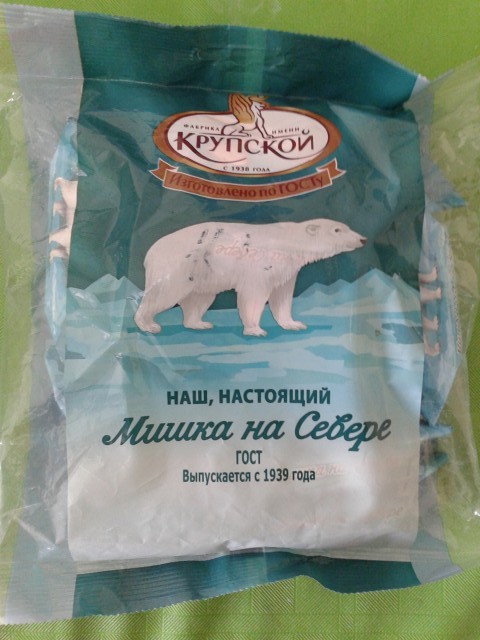 ФАБРИКА ИМЕНИ
КРУПСКОЙ
С 1938 ГОДА
Изготовлено по ГОСТу
НАШ, НАСТОЯЩИЙ
Мишка на Севере
ГОСТ
Выпускается с 1939 года